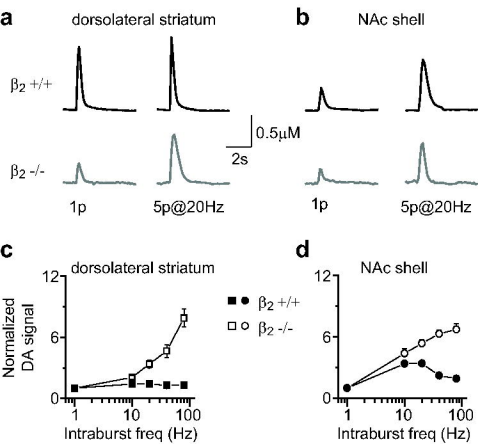 a dorsolateral striatum
b NAc shell
β2 +/+
0.5μM
2s
β2 -/-
1p 5p@20Hz
1p 5p@20Hz
c dorsolateral striatum
12
6
0
Normalized
DA signal
1 10 100
Intraburst freq (Hz)
β2 +/+
β2 -/-
d NAc shell
12
6
0
1 10 100
Intraburst freq (Hz)